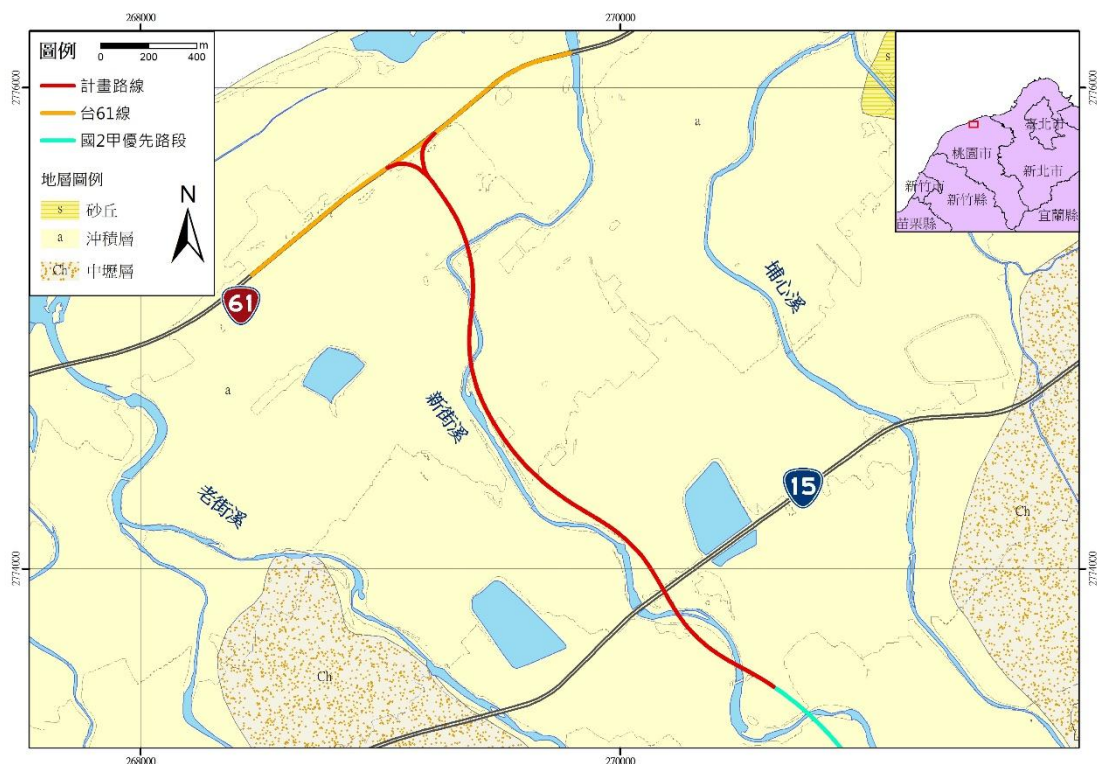 268000
270000
圖例
0 200 400 m
計畫路線
台61線
國2甲優先路段
地層圖例
N
s 砂丘
a 沖積層
Ch 中壢層
2776000
2776000
s
a
臺北市
桃園市
新北市
新竹市
新竹縣
宜蘭縣
苗栗縣
61
埔心溪
a
新街溪
15
老街溪
Ch
2774000
2774000
a
Ch
268000
270000